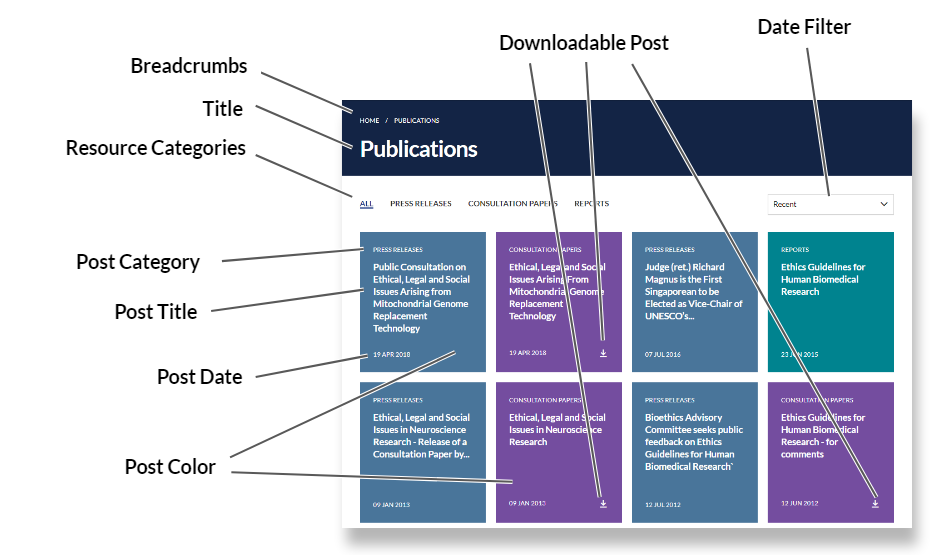 Date Filter
Downloadable Post
Breadcrumbs
Title
Resource Categories
Post Category
Post Title
Post Date
Post Color
HOME / PUBLICATIONS
Publications
ALL PRESS RELEASES CONSULTATION PAPERS REPORTS
Recent
PRESS RELEASES
Public Consultation on
Ethical, Legal and Social
Issues Arising from
Mitochondrial Genome
Replacement
Technology
19 APR 2018
CONSULTATION PAPERS
Ethical, Legal and Social
Issues Arising From
Mitochondrial Genome
Replacement
Technology
19 APR 2018
PRESS RELEASES
Judge (ret.) Richard
Magnus is the First
Singaporean to be
Elected as Vice-Chair of
UNESCO's...
07 JUL 2016
REPORTS
Ethics Guidelines for
Human Biomedical
Research
23 JUN 2015
PRESS RELEASES
Ethical, Legal and Social
Issues in Neuroscience
Research - Release of a
Consultation Paper by...
09 JAN 2013
CONSULTATION PAPERS
Ethical, Legal and Social
Issues in Neuroscience
Research
09 JAN 2013
PRESS RELEASES
Bioethics Advisory
Committee seeks public
feedback on Ethics
Guidelines for Human
Biomedical Research`
12 JUL 2012
CONSULTATION PAPERS
Ethics Guidelines for
Human Biomedical
Research - for
comments
12 JUN 2012